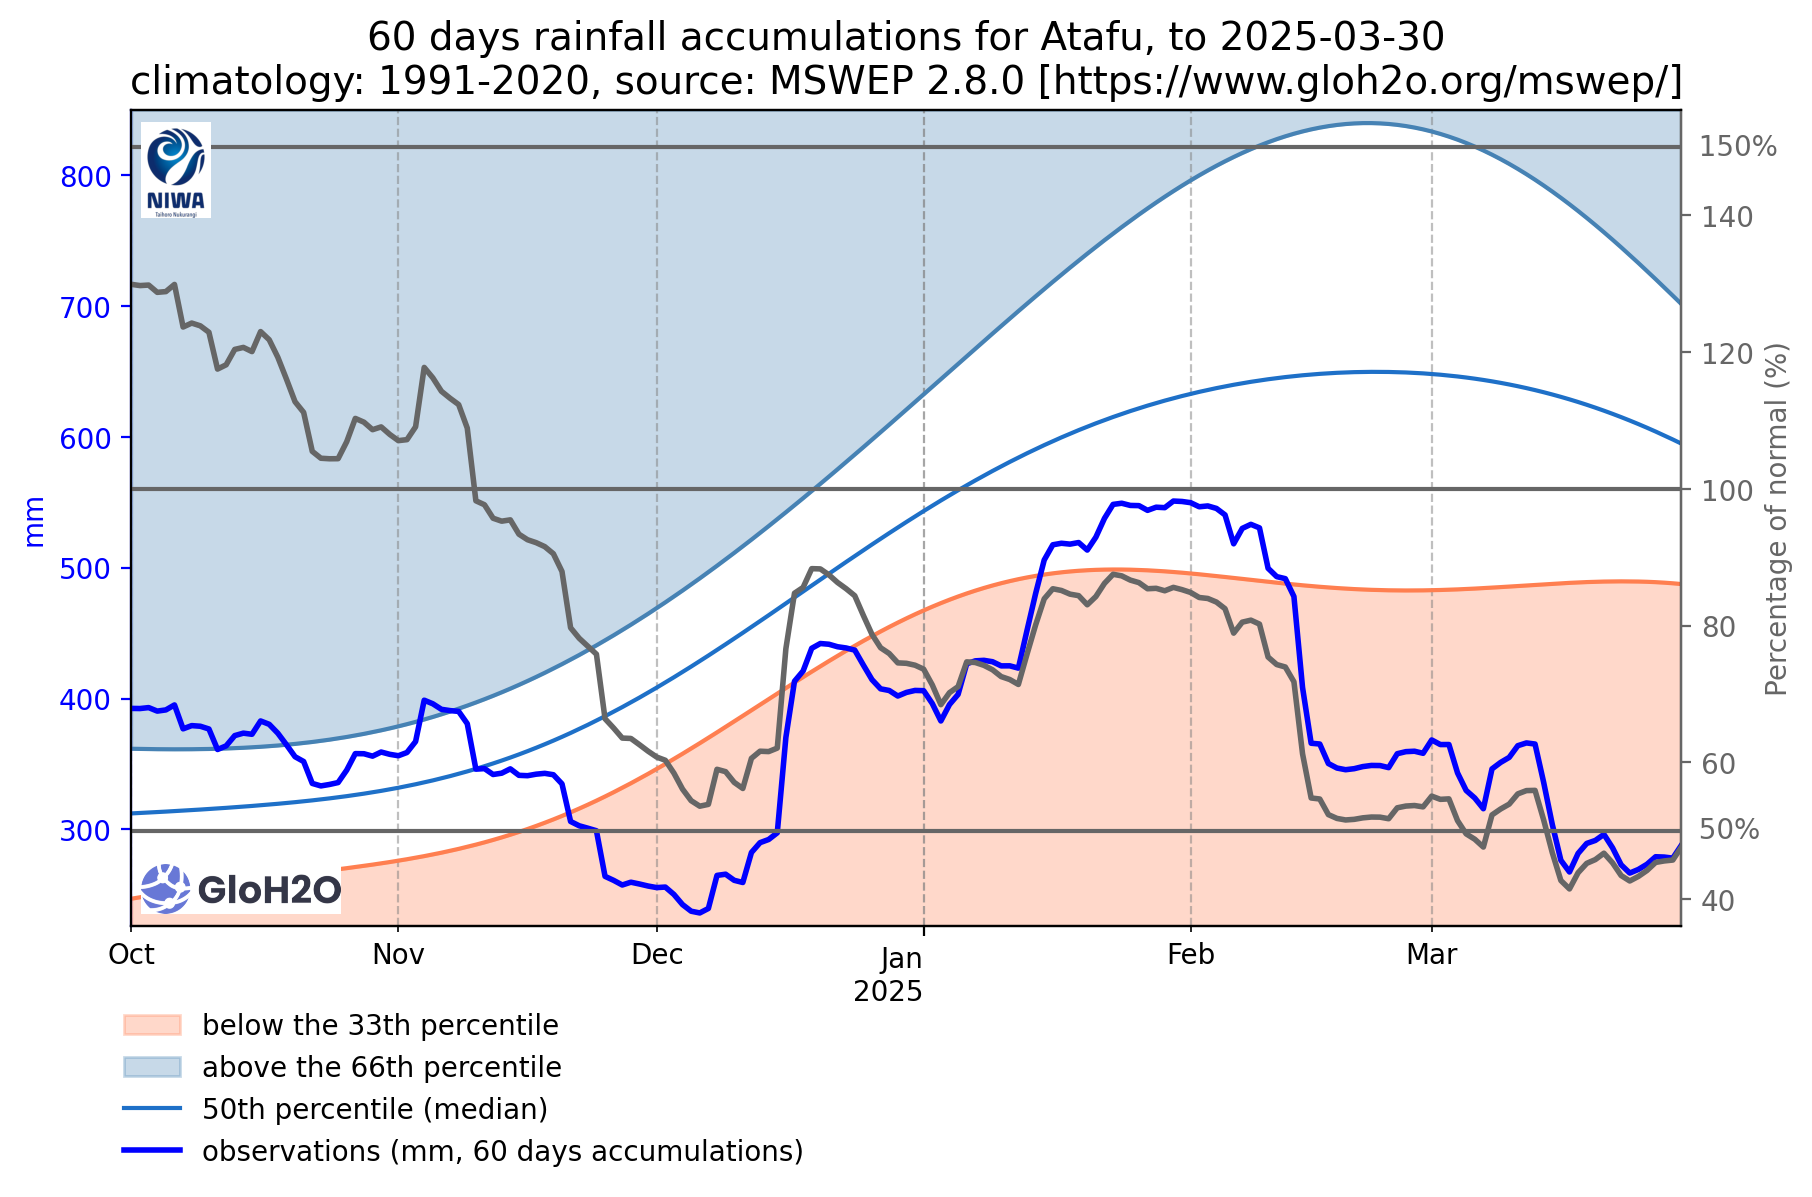 60 days rainfall accumulations for Atafu, to 2025-03-30
climatology: 1991-2020, source: MSWEP 2.8.0 [https://www.gloh2o.org/mswep/]
NIWA
Taihoro Nukurangi
GloH2O
mm
800
700
600
500
400
300
150%
140
120
100
80
60
50%
40
Percentage of normal (%)
Oct
Nov
Dec
Jan
2025
Feb
Mar
below the 33th percentile
above the 66th percentile
50th percentile (median)
observations (mm, 60 days accumulations)